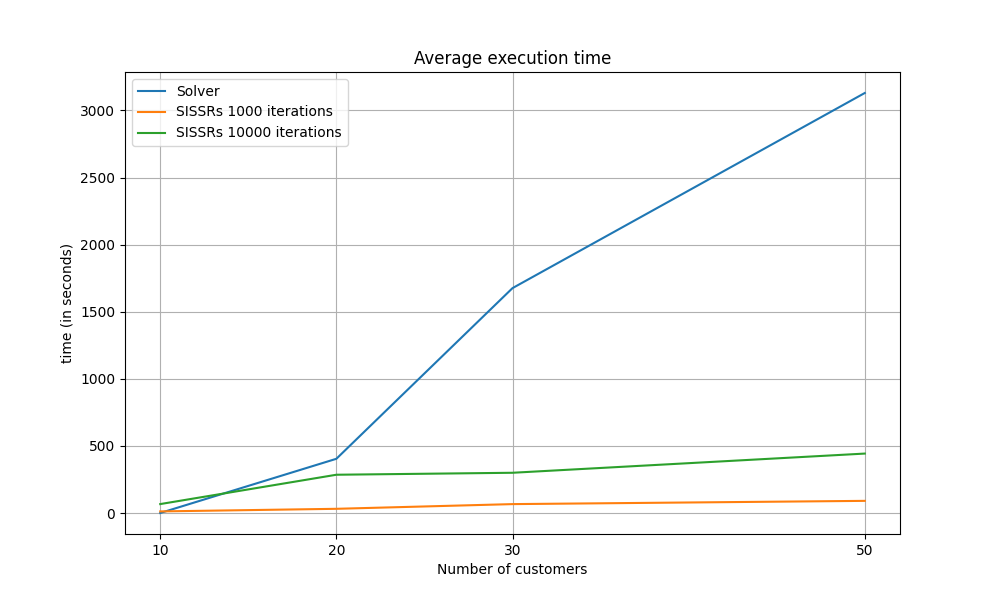 Average execution time
Solver
SISSRs 1000 iterations
SISSRs 10000 iterations
3000
2500
2000
1500
1000
500
0
time (in seconds)
10 20 30 50
Number of customers